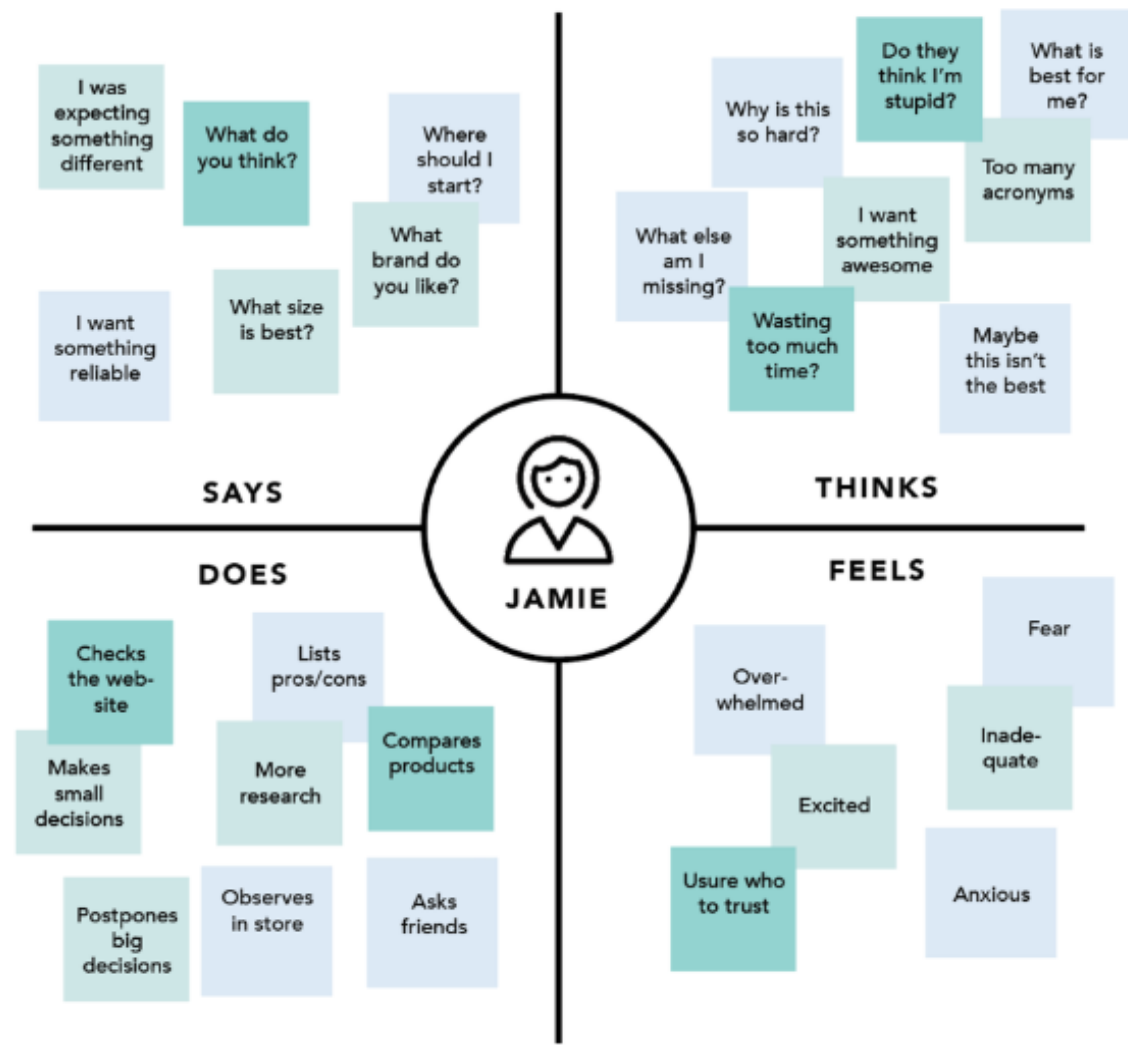 I was
expecting
something
different
What do
you think?
Where
should I
start?
What
brand do
you like?
I want
something
reliable
What size
is best?
SAYS
Why is this
so hard?
Do they
think I'm
stupid?
What is
best for
me?
Too many
acronyms
What else
am I
missing?
I want
something
awesome
Wasting
too much
time?
Maybe
this isn't
the best
THINKS
JAMIE
DOES
Checks
the web-
site
Lists
pros/cons
Makes
small
decisions
More
research
Compares
products
Postpones
big
decisions
Observes
in store
Asks
friends
FEELS
Over-
whelmed
Fear
Inade-
quate
Excited
Usure who
to trust
Anxious